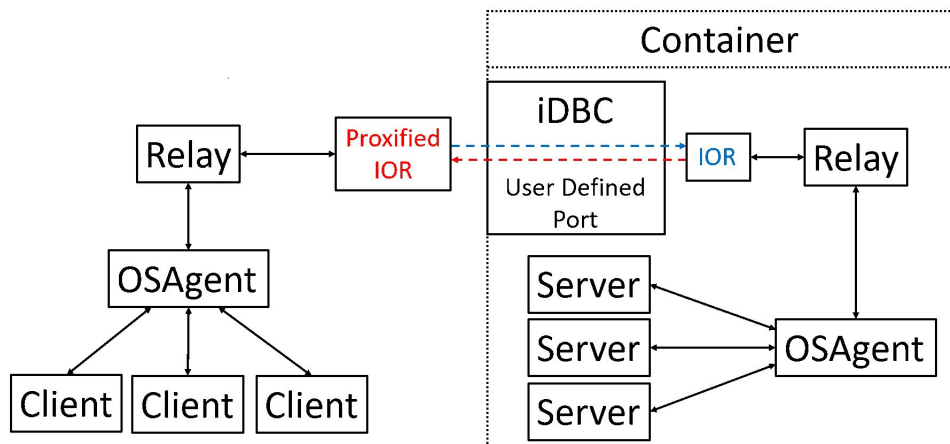 Container
iDBC
Proxified
IOR
Relay
IOR
Relay
User Defined
Port
OSAgent
Server
Server
OSAgent
Client
Client
Client
Server